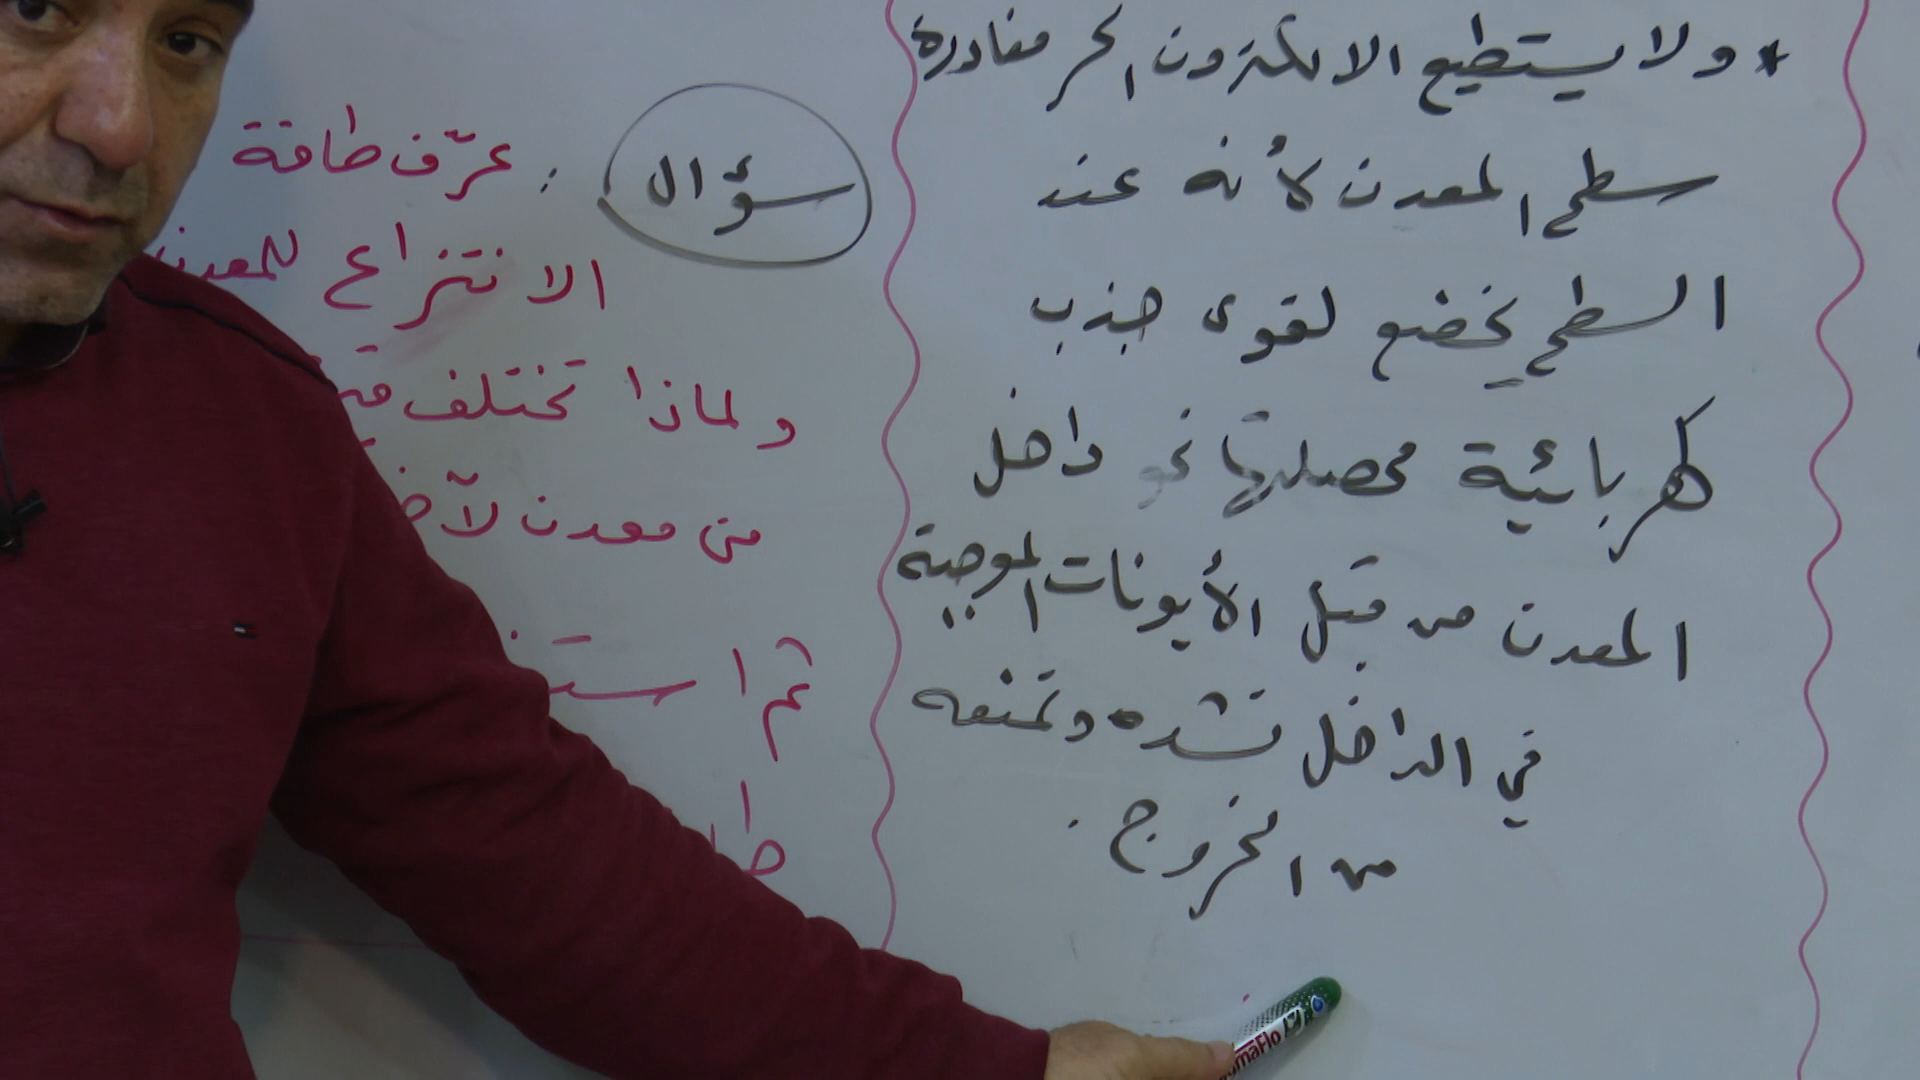 * ولا يستطيع الالكترون الحر مغادرة
سطح المعدن لأنه عند
السطح يخضع لقوى جذب
كهربائية محصلتها نحو داخل
المعدن من قبل الأيونات الموجبة
في الداخل تشده وتمنعه
من الخروج .
سؤال : عرّف طاقة
الانتزاع للمعدن
ولماذا تختلف
من معدن لآخر
ثم